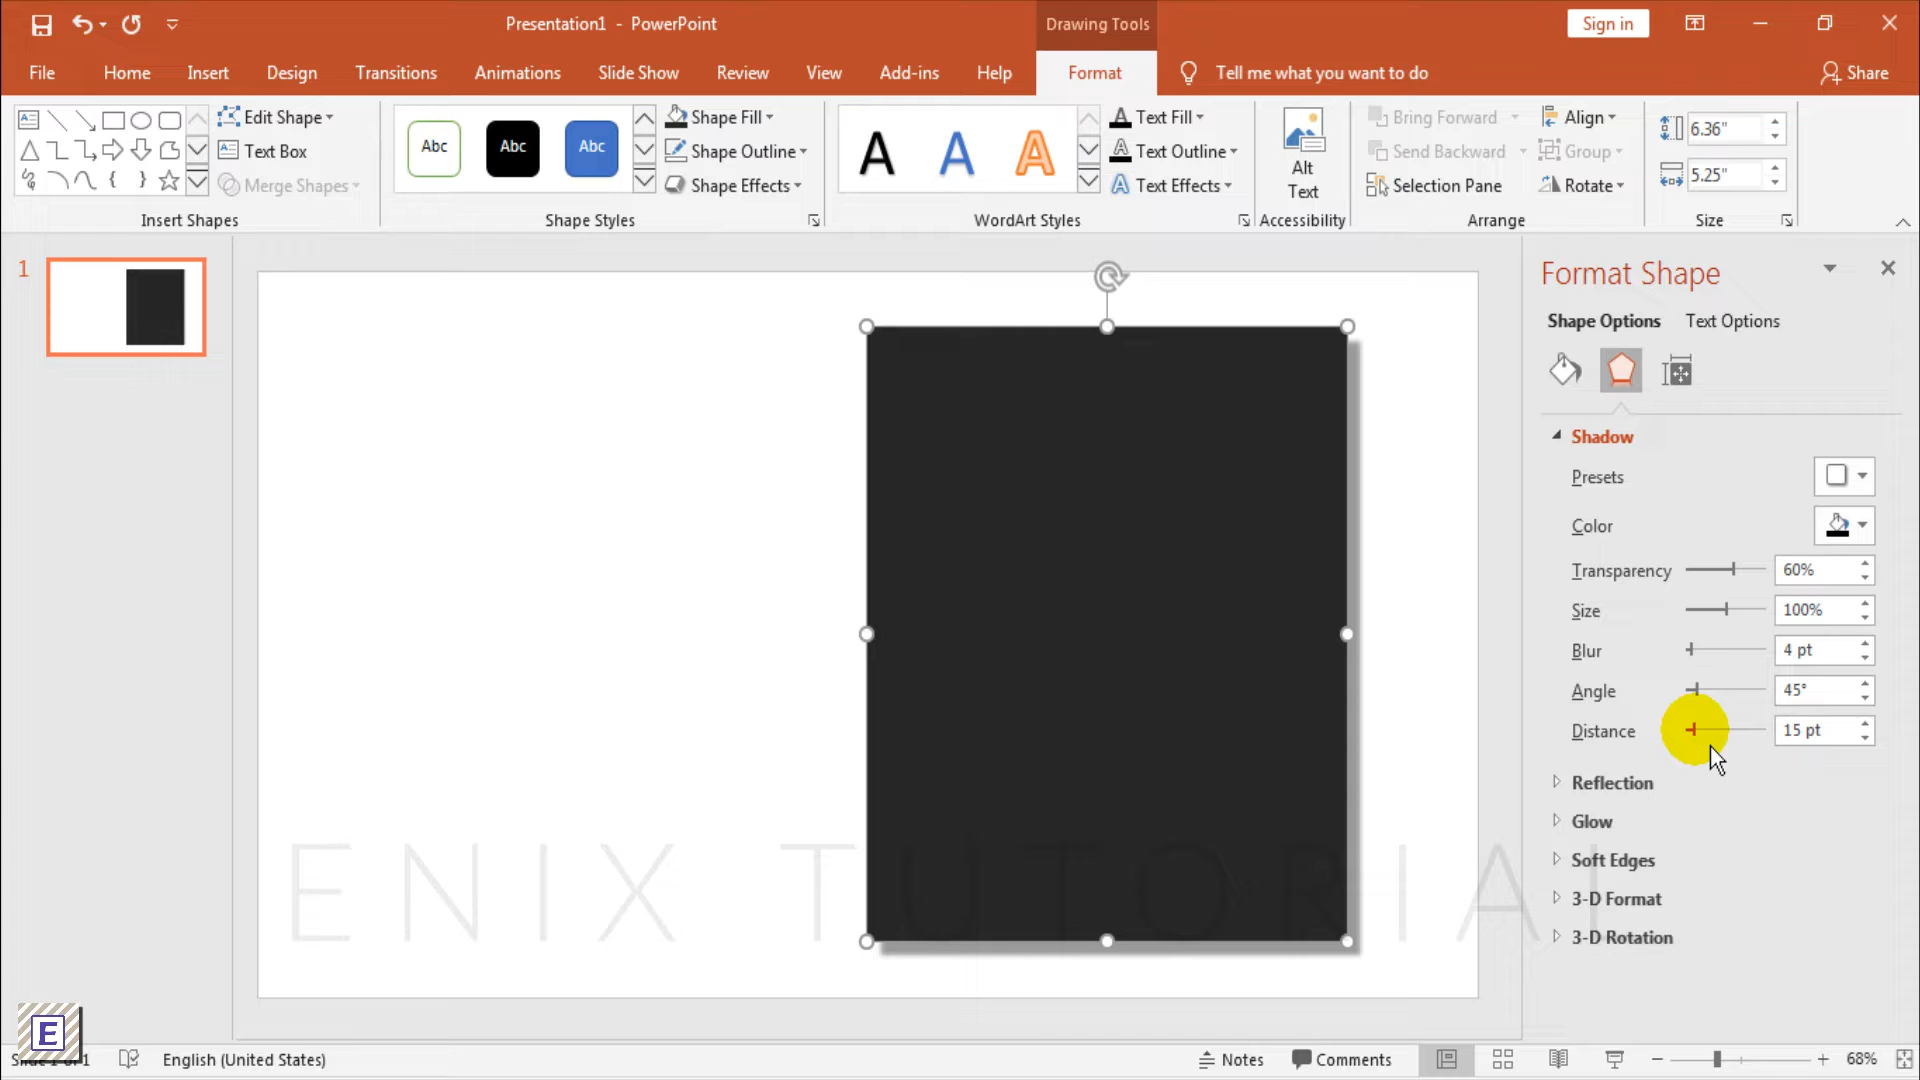 Presentation1 - PowerPoint
Drawing Tools
Sign in
File Home Insert Design Transitions Animations Slide Show Review View Add-ins Help Format Tell me what you want to do Share
Edit Shape
Text Box
Merge Shapes
Insert Shapes
Abc Abc Abc
Shape Fill
Shape Outline
Shape Effects
Shape Styles
A A A
Text Fill
Text Outline
Text Effects
WordArt Styles
Alt
Text
Accessibility
Bring Forward
Send Backward
Selection Pane
Align
Group
Rotate
Arrange
6.36"
5.25"
Size
1
Format Shape
Shape Options Text Options
Shadow
Presets
Color
Transparency 60%
Size 100%
Blur 4 pt
Angle 45°
Distance 15 pt
Reflection
Glow
Soft Edges
3-D Format
3-D Rotation
ENIX TUTORIAL
E
Slide 1 of 1 English (United States) Notes Comments 68%